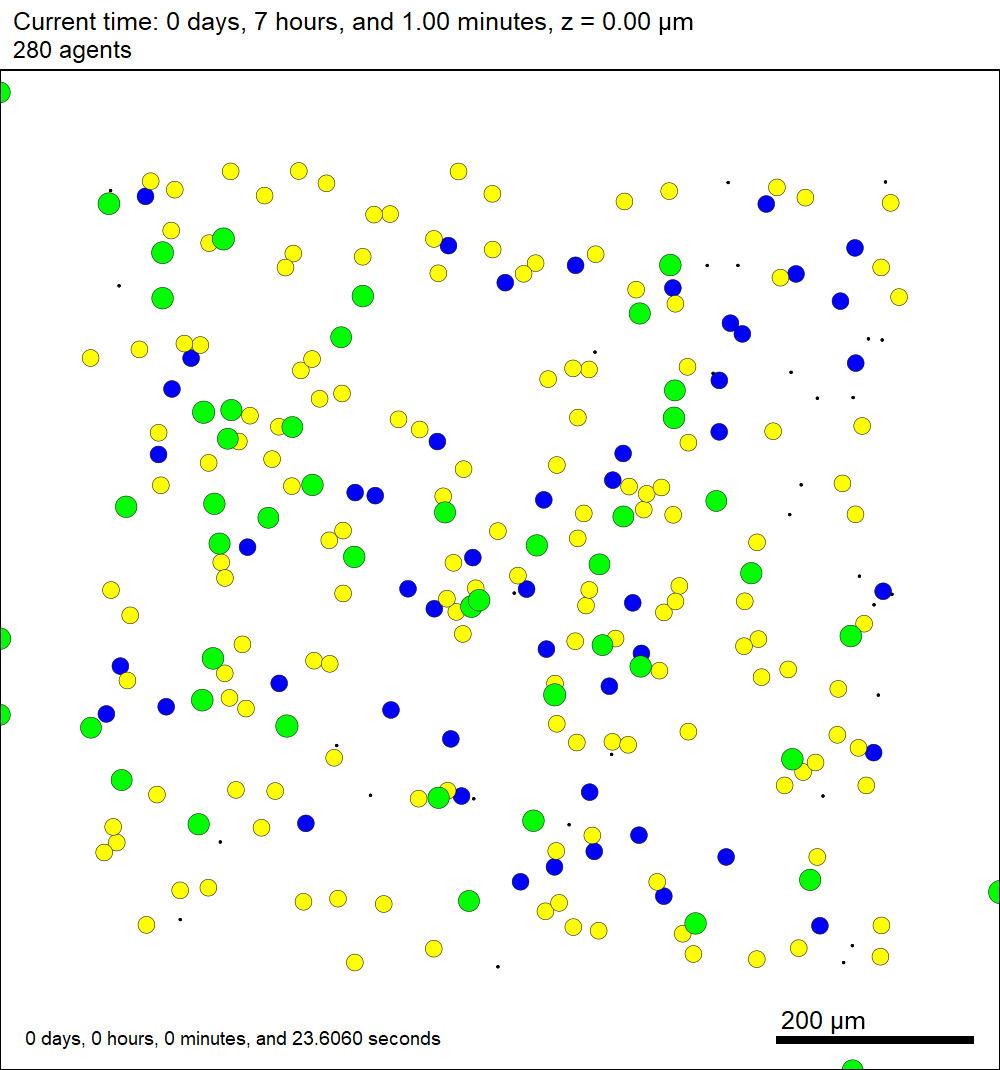 Current time: 0 days, 7 hours, and 1.00 minutes, z = 0.00 µm
280 agents
200 µm
0 days, 0 hours, 0 minutes, and 23.6060 seconds